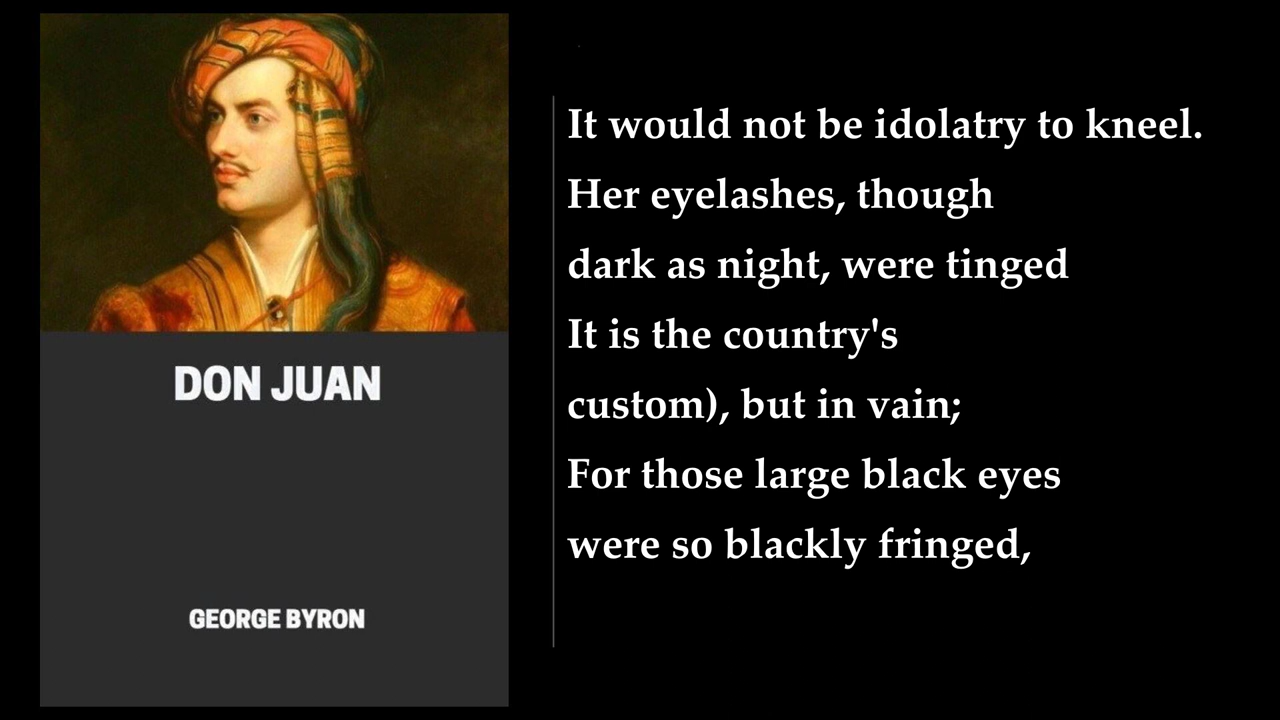 DON JUAN
GEORGE BYRON
It would not be idolatry to kneel.
Her eyelashes, though
dark as night, were tinged
It is the country's
custom), but in vain;
For those large black eyes
were so blackly fringed,